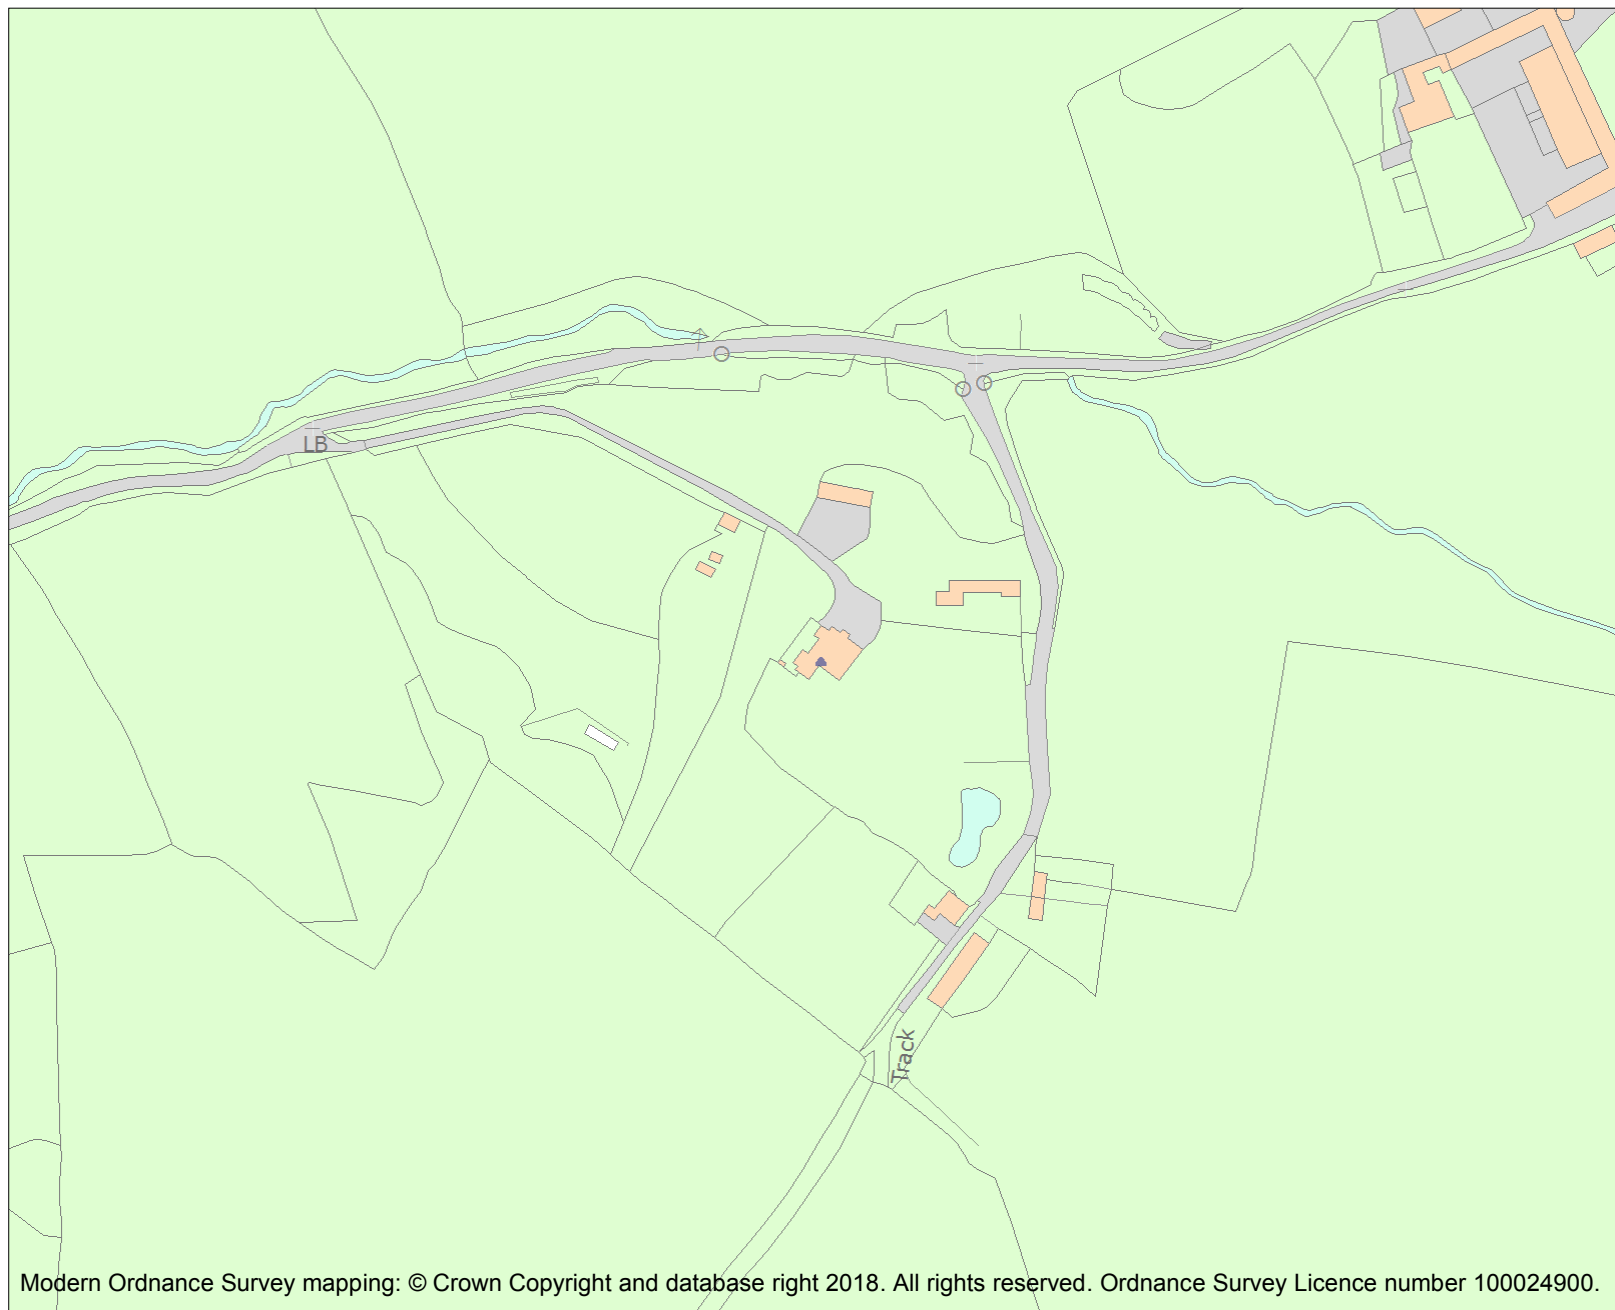 LB
Track
Modern Ordnance Survey mapping: © Crown Copyright and database right 2018. All rights reserved. Ordnance Survey Licence number 100024900.